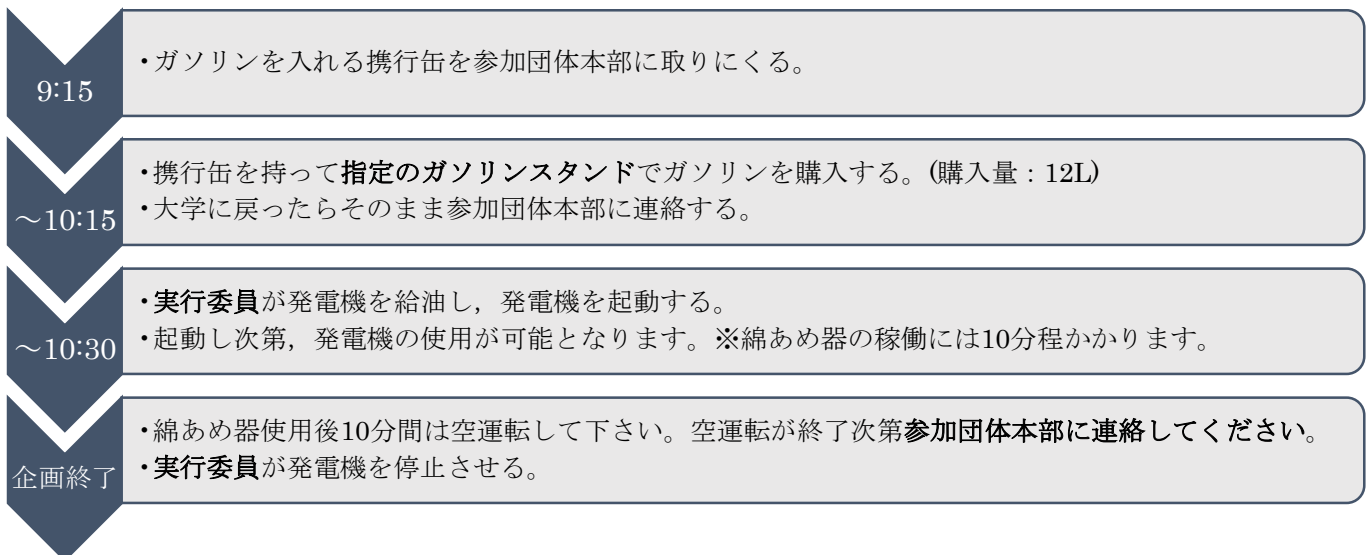 9:15
・ガソリンを入れる携行缶を参加団体本部に取りにくる。
～10:15
・携行缶を持って指定のガソリンスタンドでガソリンを購入する。(購入量：12L)
・大学に戻ったらそのまま参加団体本部に連絡する。
～10:30
・実行委員が発電機を給油し，発電機を起動する。
・起動し次第，発電機の使用が可能となります。※綿あめ器の稼働には10分程かかります。
企画終了
・綿あめ器使用後10分間は空運転して下さい。空運転が終了次第参加団体本部に連絡してください。
・実行委員が発電機を停止させる。